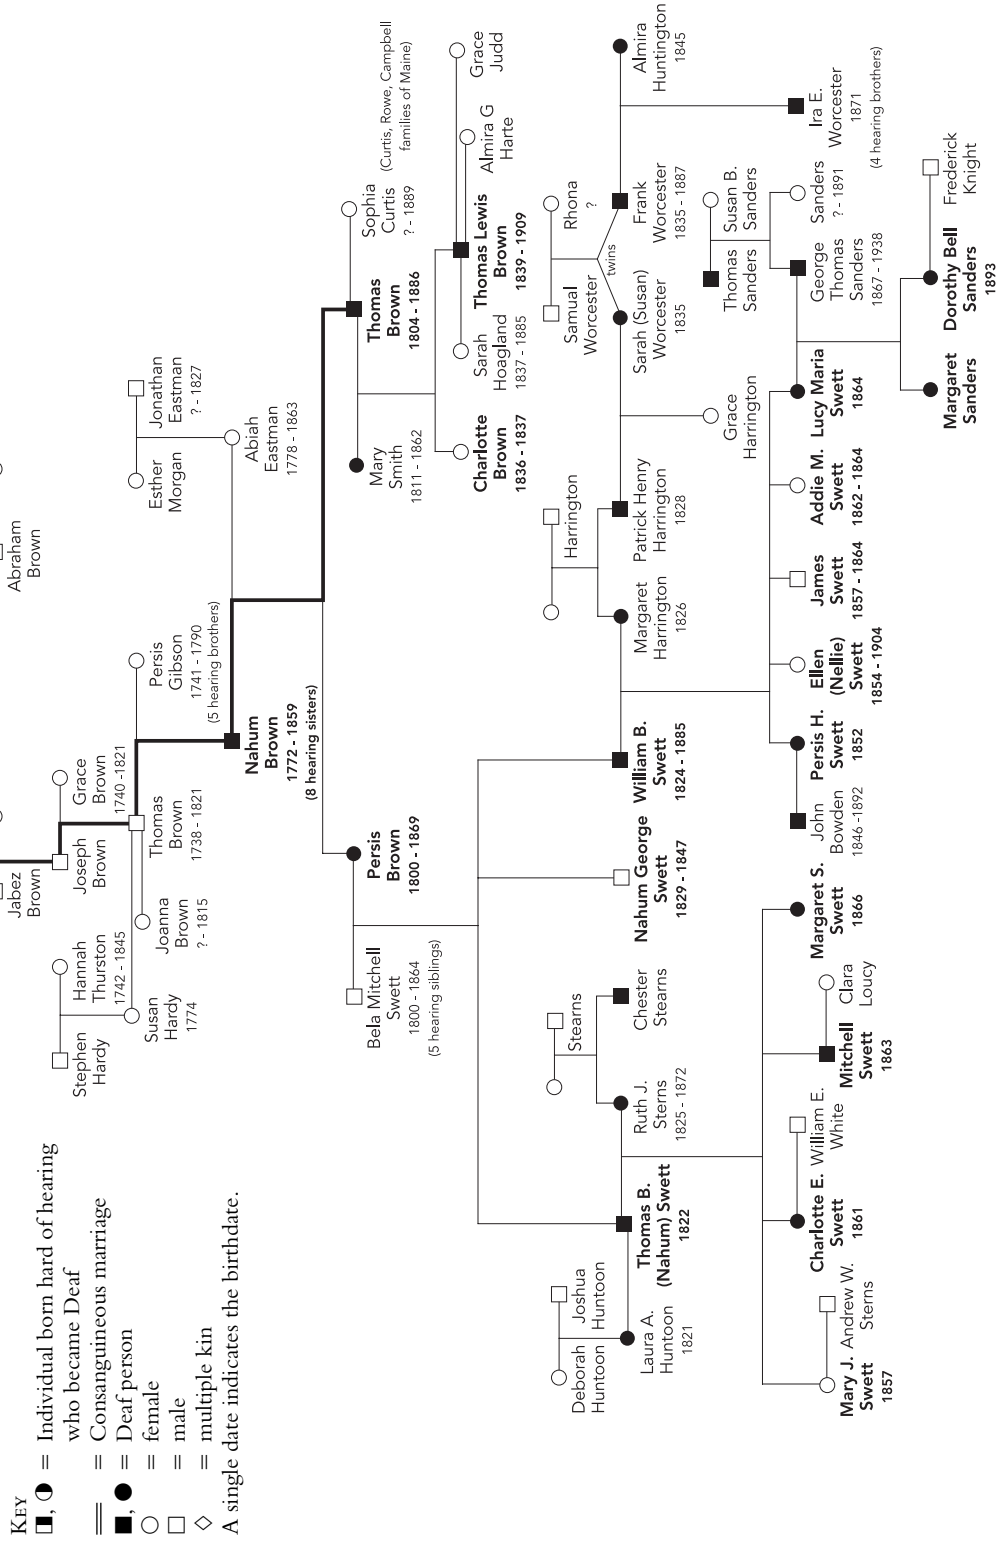 KEY
= Individual born hard of hearing
who became Deaf
= Consanguineous marriage
= Deaf person
= female
= male
= multiple kin
A single date indicates the birthdate.
Jabez
Brown
Abraham
Brown
Stephen
Hardy
Hannah
Thurston
1742 - 1845
Joseph
Brown
Grace
Brown
1740 -1821
Susan
Hardy
1774
Joanna
Brown
? - 1815
Thomas
Brown
1738 - 1821
Persis
Gibson
1741 - 1790
(5 hearing brothers)
Esther
Morgan
Jonathan
Eastman
? - 1827
Nahum
Brown
1772 - 1859
(8 hearing sisters)
Abiah
Eastman
1778 - 1863
Bela Mitchell
Swett
1800 - 1864
(5 hearing siblings)
Persis
Brown
1800 - 1869
Mary
Smith
1811 - 1862
Thomas
Brown
1804 - 1886
Sophia
Curtis
? - 1889
(Curtis, Rowe, Campbell
families of Maine)
Charlotte
Brown
1836 - 1837
Sarah
Hoagland
1837 - 1885
Thomas Lewis
Brown
1839 - 1909
Almira G
Harte
Grace
Judd
Deborah
Huntoon
Joshua
Huntoon
Stearns
Harrington
Samual
Worcester
Rhona
?
twins
Laura A.
Huntoon
1821
Thomas B.
(Nahum) Swett
1822
Ruth J.
Sterns
1825 - 1872
Chester
Stearns
Nahum George
Swett
1829 - 1847
William B.
Swett
1824 - 1885
Margaret
Harrington
1826
Patrick Henry
Harrington
1828
Sarah (Susan)
Worcester
1835
Frank
Worcester
1835 - 1887
Almira
Huntington
1845
Grace
Harrington
Thomas
Sanders
Susan B.
Sanders
Mary J.
Swett
1857
Andrew W.
Sterns
Charlotte E.
Swett
1861
William E.
White
Mitchell
Swett
1863
Clara
Loucy
Margaret S.
Swett
1866
John
Bowden
1846 -1892
Persis H.
Swett
1852
Ellen
(Nellie)
Swett
1854 - 1904
James
Swett
1857 - 1864
Addie M.
Swett
1862 - 1864
Lucy Maria
Swett
1864
George
Thomas
Sanders
1867 - 1938
Sanders
? - 1891
Ira E.
Worcester
1871
(4 hearing brothers)
Margaret
Sanders
Dorothy Bell
Sanders
1893
Frederick
Knight